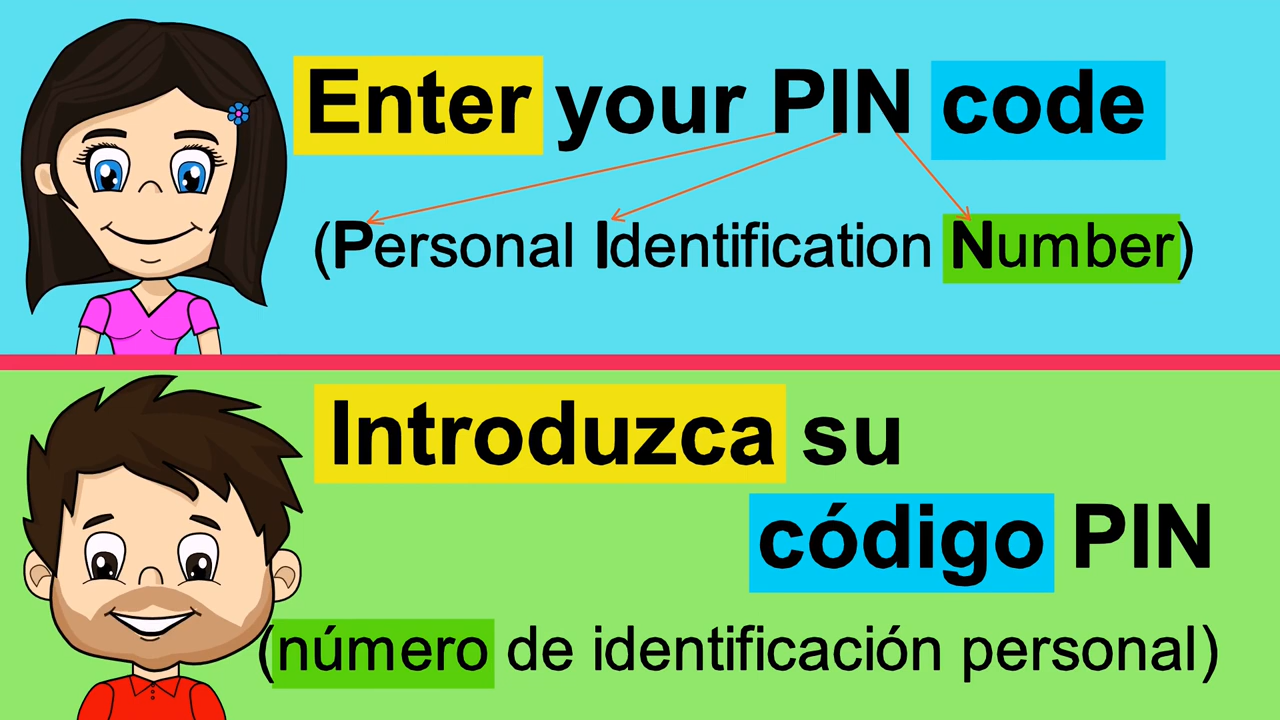 Enter your PIN code
(Personal Identification Number)
Introduzca su
código PIN
(número de identificación personal)